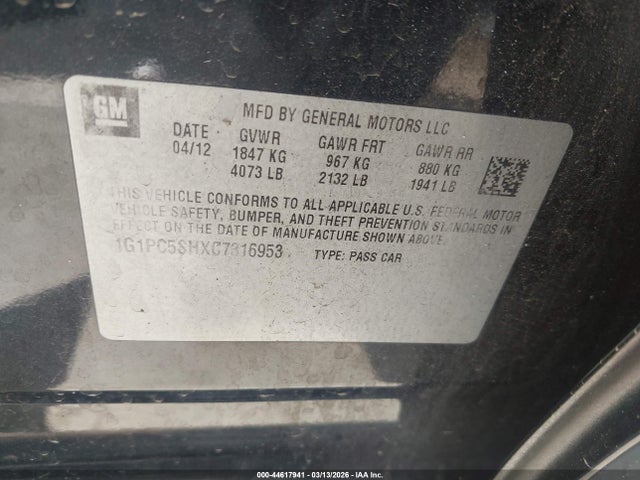 GM
MFD BY GENERAL MOTORS LLC
DATE GVWR GAWR FRT GAWR RR
04/12 1847 KG 967 KG 880 KG
4073 LB 2132 LB 1941 LB
THIS VEHICLE CONFORMS TO ALL APPLICABLE U.S. FEDERAL MOTOR
VEHICLE SAFETY, BUMPER, AND THEFT PREVENTION STANDARDS IN
EFFECT ON THE DATE OF MANUFACTURE SHOWN ABOVE.
1G1PC5SHXC7316953 TYPE: PASS CAR
000-44617941 | 03/13/2026 | IAA Inc.